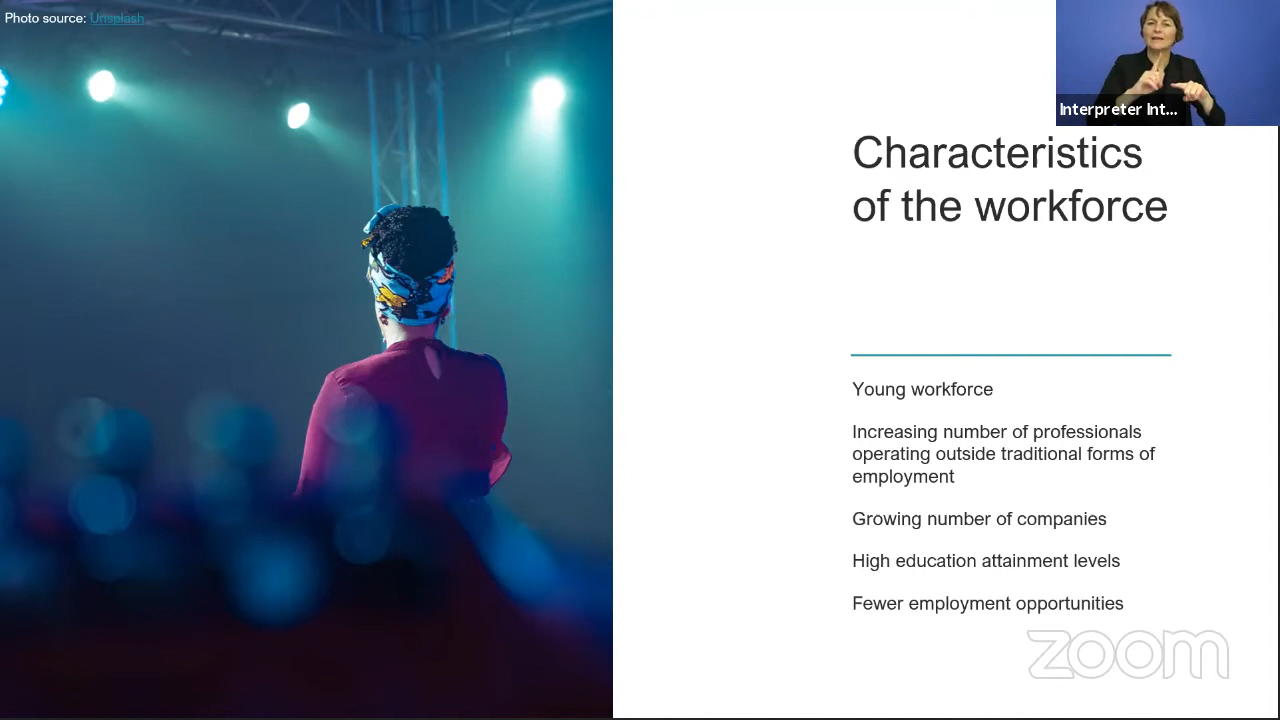 Photo source: Unsplash
Interpreter Int...
Characteristics
of the workforce
Young workforce
Increasing number of professionals
operating outside traditional forms of
employment
Growing number of companies
High education attainment levels
Fewer employment opportunities
zoom